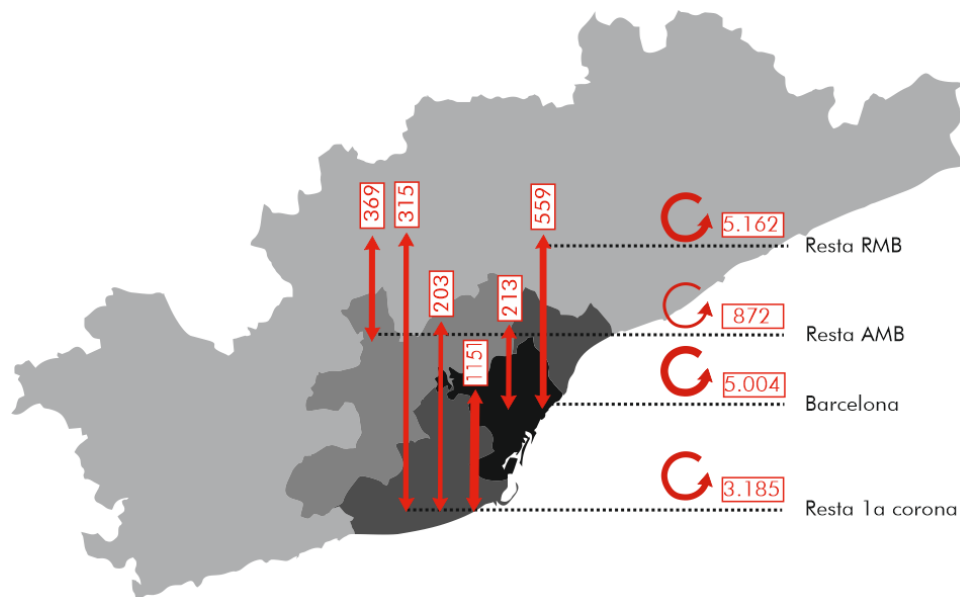 369
315
559
5.162
Resta RMB
203
213
872
Resta AMB
1151
5.004
Barcelona
3.185
Resta 1a corona